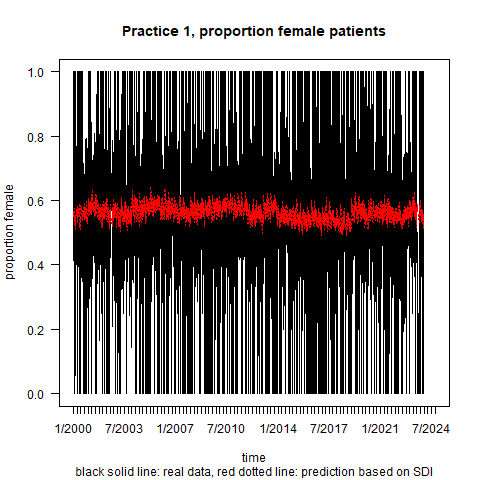 Practice 1, proportion female patients
proportion female
1.0
0.8
0.6
0.4
0.2
0.0
1/2000 7/2003 1/2007 7/2010 1/2014 7/2017 1/2021 7/2024
time
black solid line: real data, red dotted line: prediction based on SDI